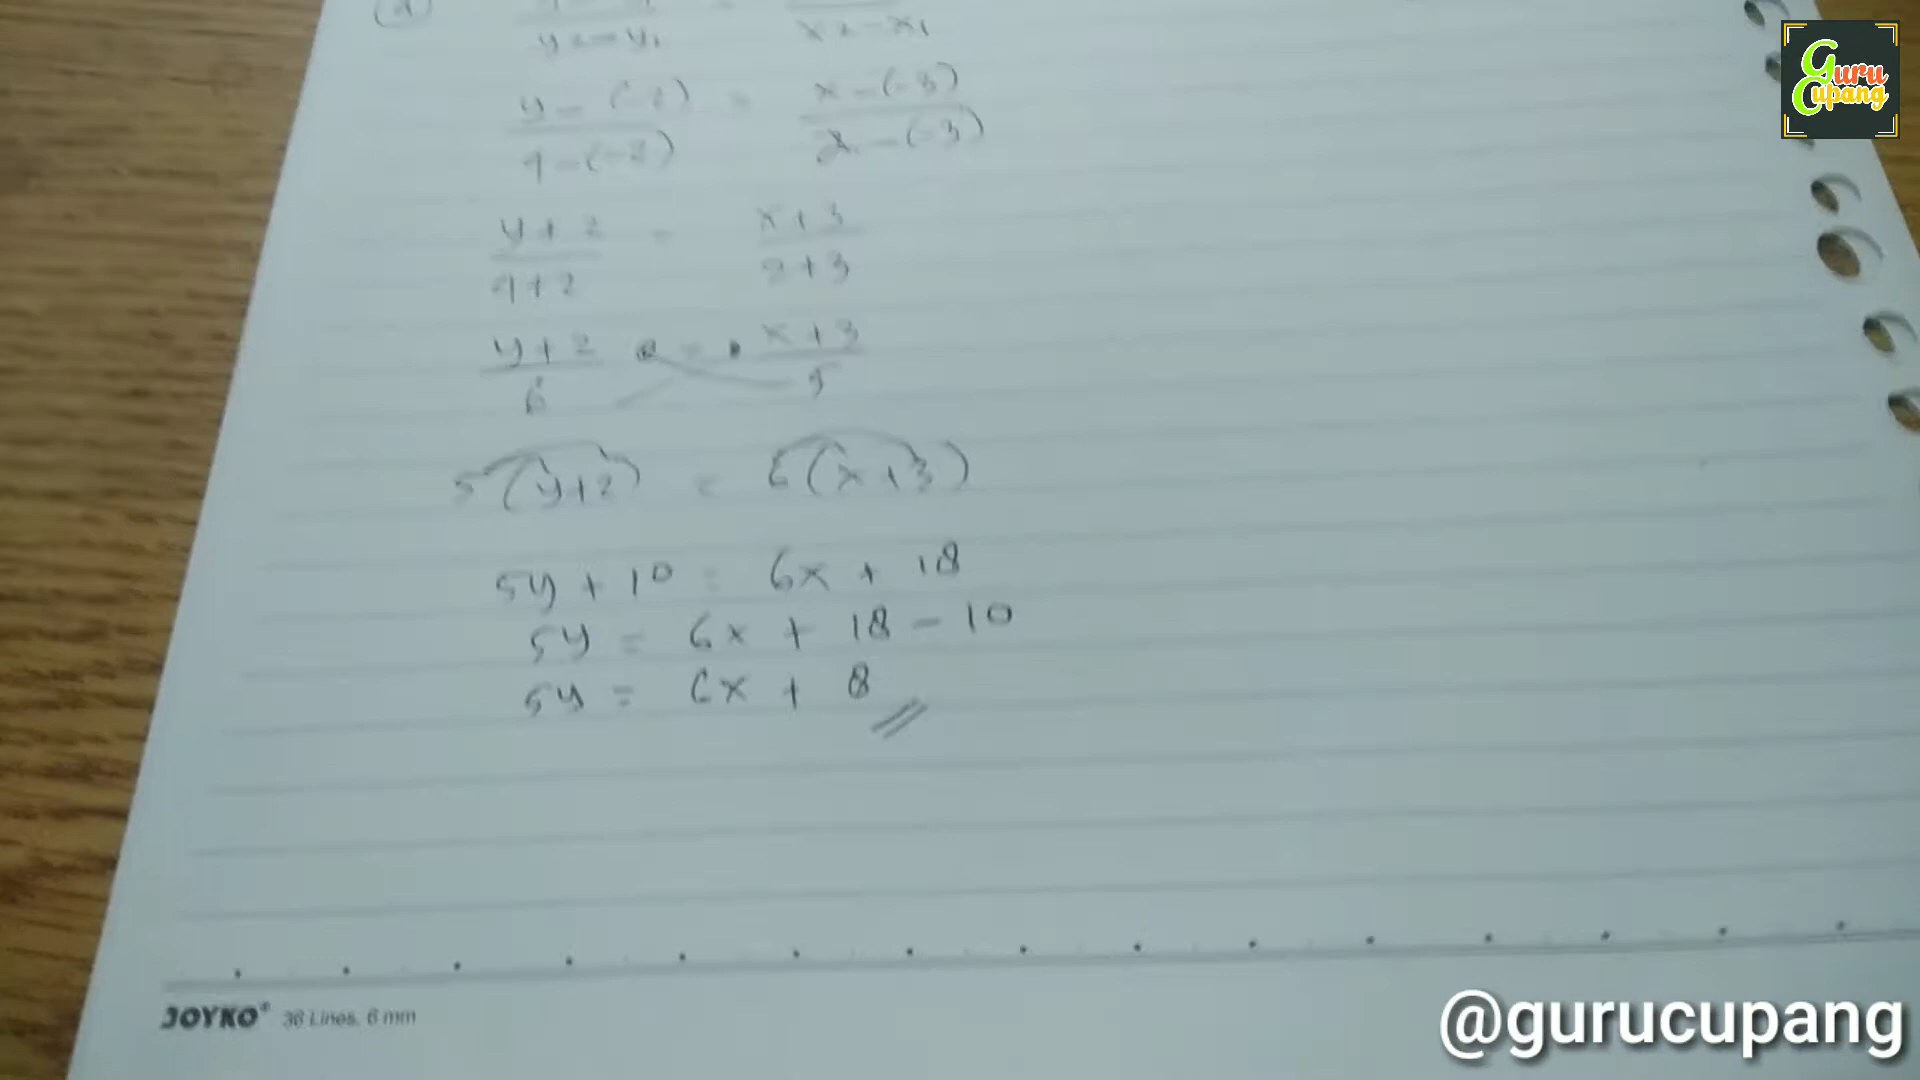 (a)
y2 - y1   x2 - x1
y - (-2) = x - (-3)
4 - (-2)   2 - (-3)
y + 2 = x + 3
4 + 2   2 + 3
y + 2 = x + 3
6   5
5 (y+2) = 6 (x + 3)
5y + 10 = 6x + 18
5y = 6x + 18 - 10
5y = 6x + 8
JOYKO® 36 Lines, 6 mm
Guru
Cupang
@gurucupang